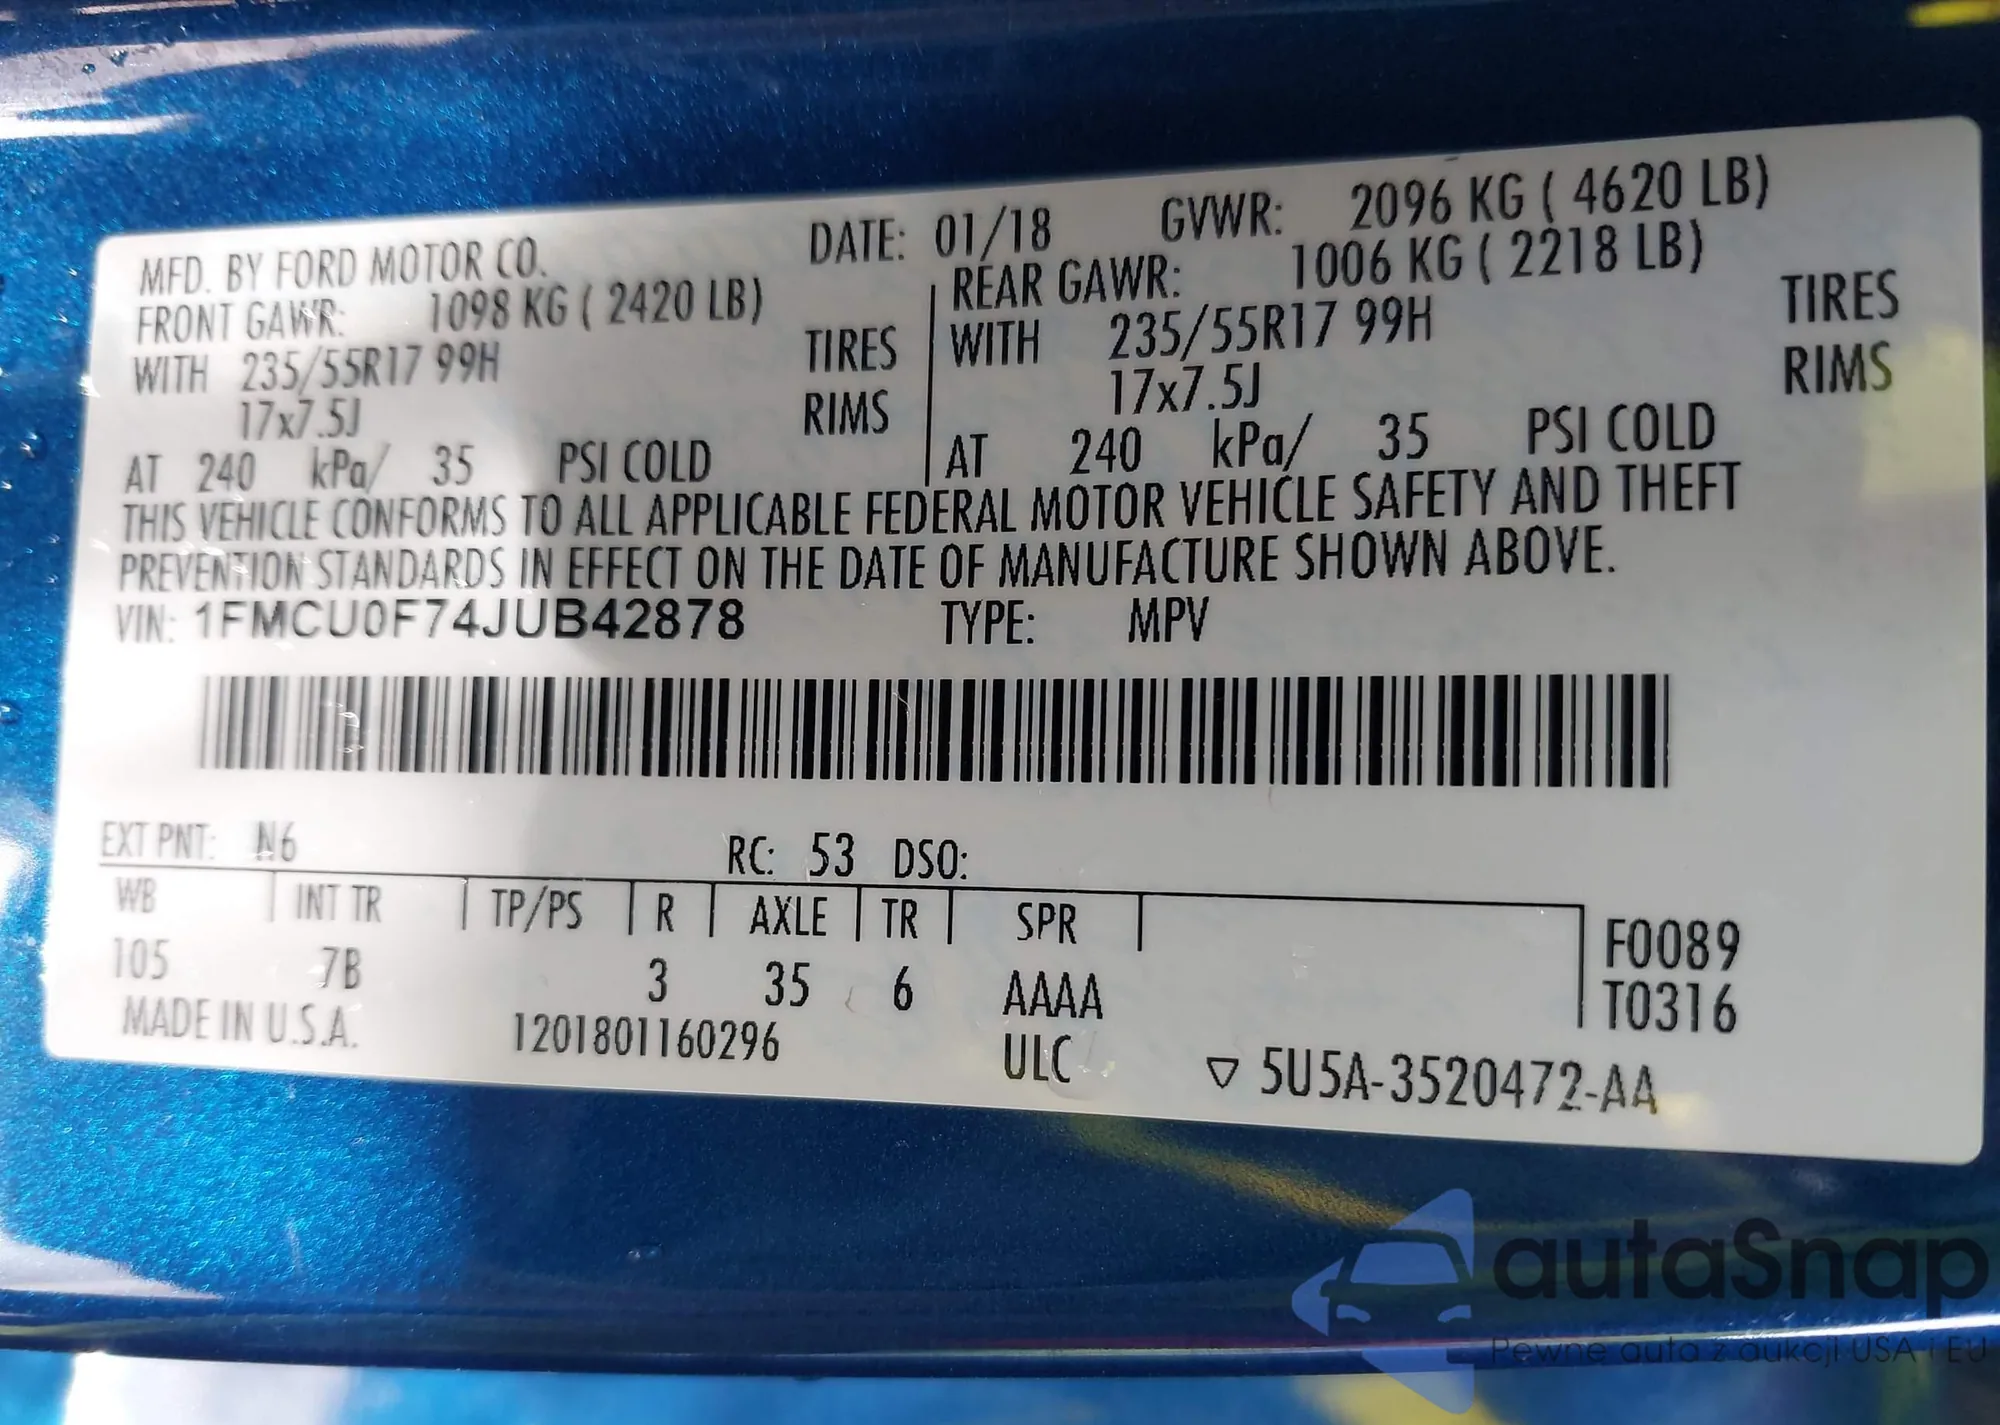 MFD. BY FORD MOTOR CO. DATE: 01/18 GVWR: 2096 KG ( 4620 LB)
FRONT GAWR: 1098 KG ( 2420 LB) REAR GAWR: 1006 KG ( 2218 LB)
WITH 235/55R17 99H TIRES WITH 235/55R17 99H TIRES
17x7.5J RIMS 17x7.5J RIMS
AT 240 kPa/ 35 PSI COLD AT 240 kPa/ 35 PSI COLD
THIS VEHICLE CONFORMS TO ALL APPLICABLE FEDERAL MOTOR VEHICLE SAFETY AND THEFT
PREVENTION STANDARDS IN EFFECT ON THE DATE OF MANUFACTURE SHOWN ABOVE.
VIN: 1FMCU0F74JUB42878 TYPE: MPV
EXT PNT: N6 RC: 53 DSO:
WB INT TR TP/PS R AXLE TR SPR F0089
105 7B 3 35 6 AAAA T0316
MADE IN U.S.A. 1201801160296 ULC ▽ 5U5A-3520472-AA
autaSnap
Pewne auta z aukcji USA i EU